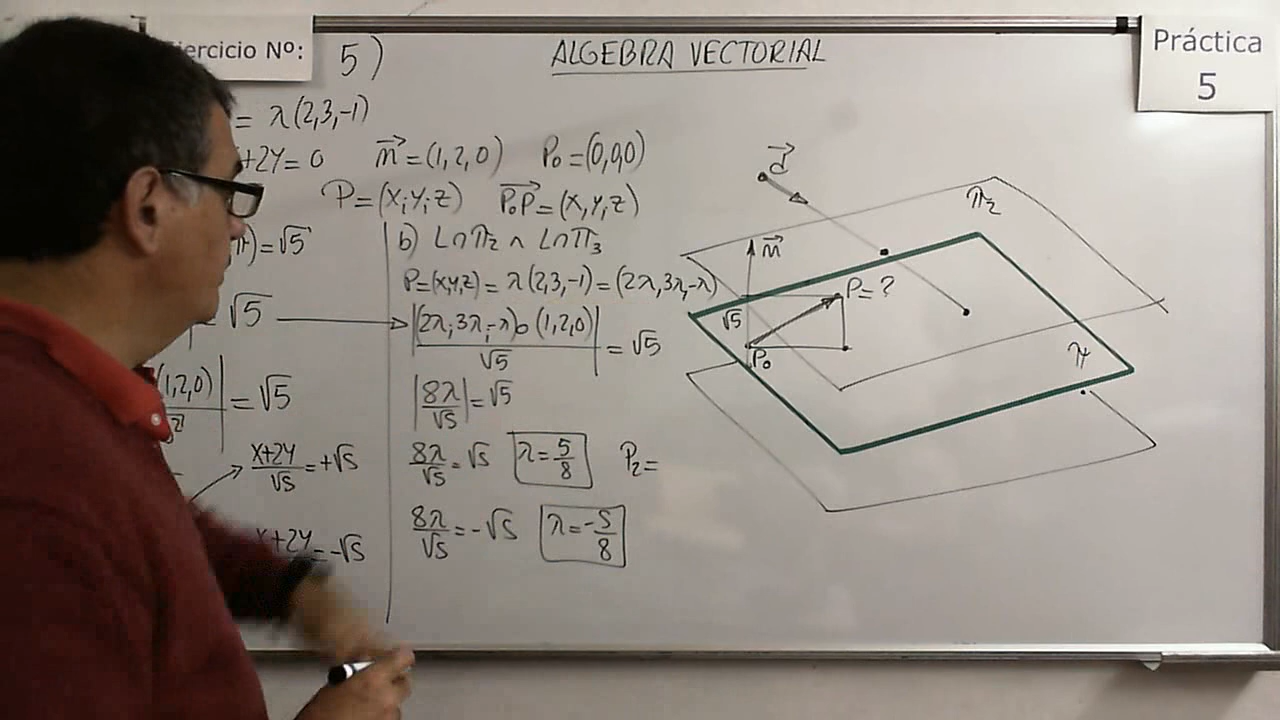 ejercicio Nº: 5)
ALGEBRA VECTORIAL
Práctica
5
= λ(2,3,-1)
+2Y=0 n⃗=(1,2,0) P₀=(0,0,0)
P=(X,Y,Z) P₀P⃗=(X,Y,Z)
)=√5
=√5
(1,2,0)| =√5
X+2Y/√5=+√5
X+2Y=-√5
b) L∩π₂ ∧ L∩π₃
P=(X,Y,Z)= λ(2,3,-1)=(2λ,3λ,-λ)
|(2λ,3λ,-λ)∘(1,2,0)/√5|=√5
|8λ/√5|=√5
8λ/√5=√5 λ=5/8 P₂=
8λ/√5=-√5 λ=-5/8
d⃗
π₂
n⃗
P=?
√5
P₀
π